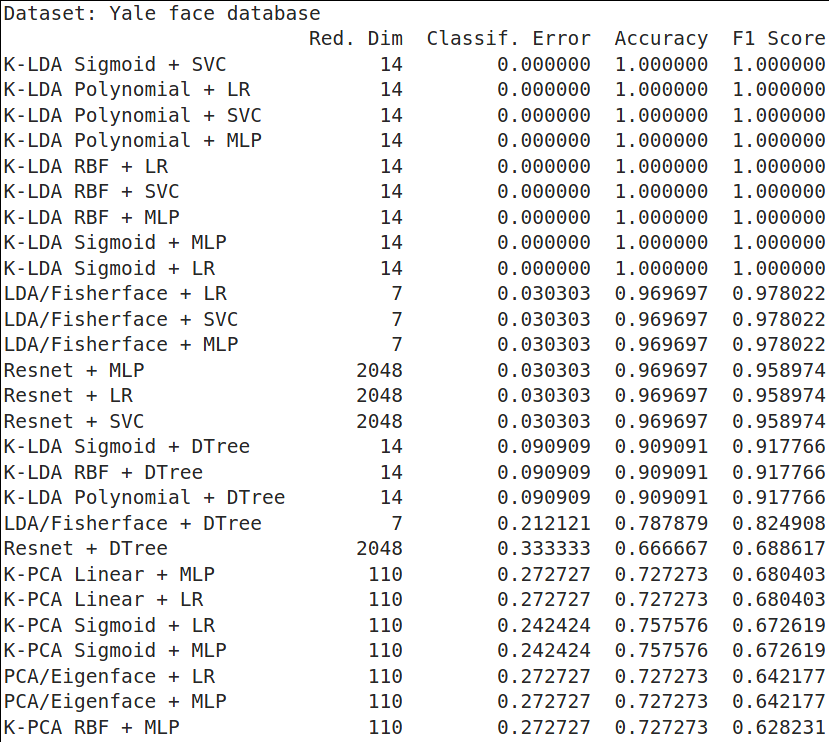 Dataset: Yale face database
Red. Dim Classif. Error Accuracy F1 Score
K-LDA Sigmoid + SVC 14 0.000000 1.000000 1.000000
K-LDA Polynomial + LR 14 0.000000 1.000000 1.000000
K-LDA Polynomial + SVC 14 0.000000 1.000000 1.000000
K-LDA Polynomial + MLP 14 0.000000 1.000000 1.000000
K-LDA RBF + LR 14 0.000000 1.000000 1.000000
K-LDA RBF + SVC 14 0.000000 1.000000 1.000000
K-LDA RBF + MLP 14 0.000000 1.000000 1.000000
K-LDA Sigmoid + MLP 14 0.000000 1.000000 1.000000
K-LDA Sigmoid + LR 14 0.000000 1.000000 1.000000
LDA/Fisherface + LR 7 0.030303 0.969697 0.978022
LDA/Fisherface + SVC 7 0.030303 0.969697 0.978022
LDA/Fisherface + MLP 7 0.030303 0.969697 0.978022
Resnet + MLP 2048 0.030303 0.969697 0.958974
Resnet + LR 2048 0.030303 0.969697 0.958974
Resnet + SVC 2048 0.030303 0.969697 0.958974
K-LDA Sigmoid + DTree 14 0.090909 0.909091 0.917766
K-LDA RBF + DTree 14 0.090909 0.909091 0.917766
K-LDA Polynomial + DTree 14 0.090909 0.909091 0.917766
LDA/Fisherface + DTree 7 0.212121 0.787879 0.824908
Resnet + DTree 2048 0.333333 0.666667 0.688617
K-PCA Linear + MLP 110 0.272727 0.727273 0.680403
K-PCA Linear + LR 110 0.272727 0.727273 0.680403
K-PCA Sigmoid + LR 110 0.242424 0.757576 0.672619
K-PCA Sigmoid + MLP 110 0.242424 0.757576 0.672619
PCA/Eigenface + LR 110 0.272727 0.727273 0.642177
PCA/Eigenface + MLP 110 0.272727 0.727273 0.642177
K-PCA RBF + MLP 110 0.272727 0.727273 0.628231